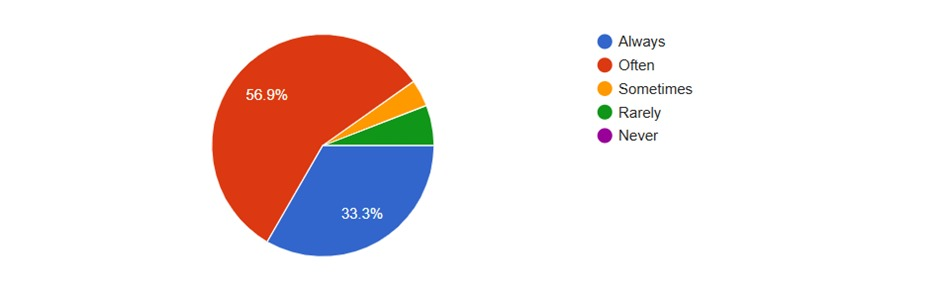 56.9%
33.3%
Always
Often
Sometimes
Rarely
Never